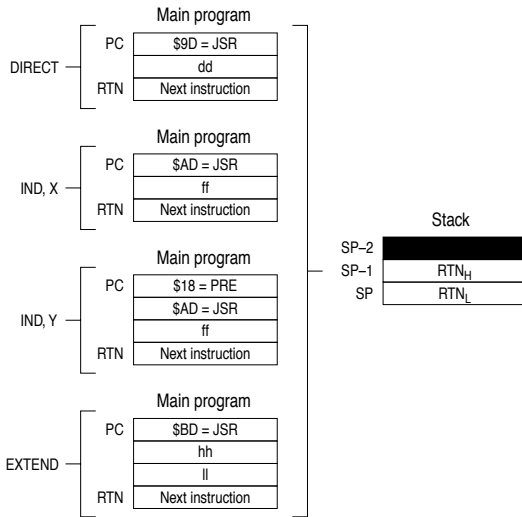 Main program
PC $9D = JSR
DIRECT dd
RTN Next instruction
Main program
PC $AD = JSR
IND, X ff
RTN Next instruction
Main program
PC $18 = PRE
$AD = JSR
IND, Y ff
RTN Next instruction
Main program
PC $BD = JSR
hh
EXTEND ll
RTN Next instruction
Stack
SP–2
SP–1 RTNH
SP RTNL